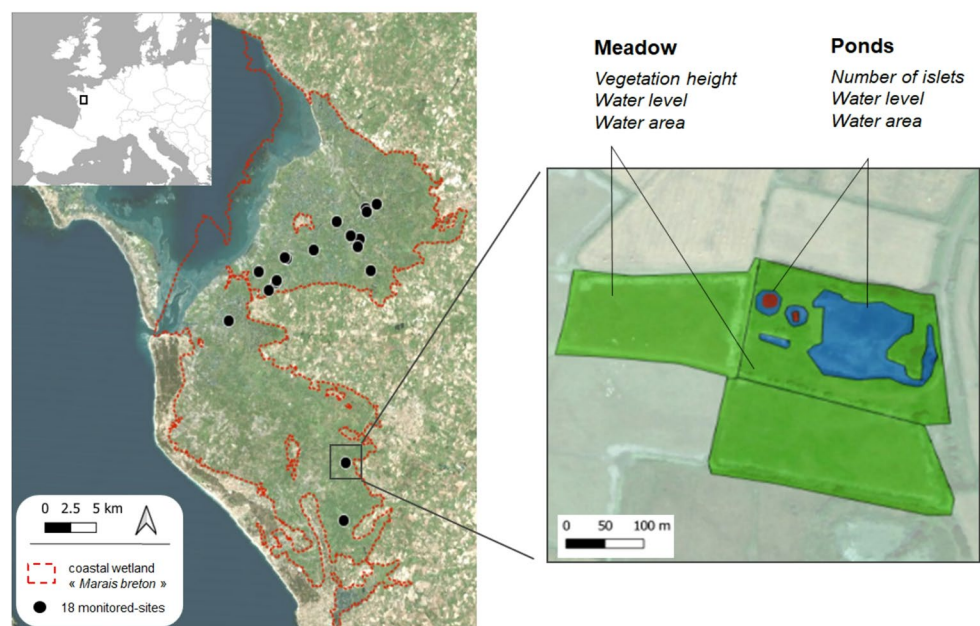 Meadow
Vegetation height
Water level
Water area
Ponds
Number of islets
Water level
Water area
0 2.5 5 km
coastal wetland
« Marais breton »
18 monitored-sites
0 50 100 m